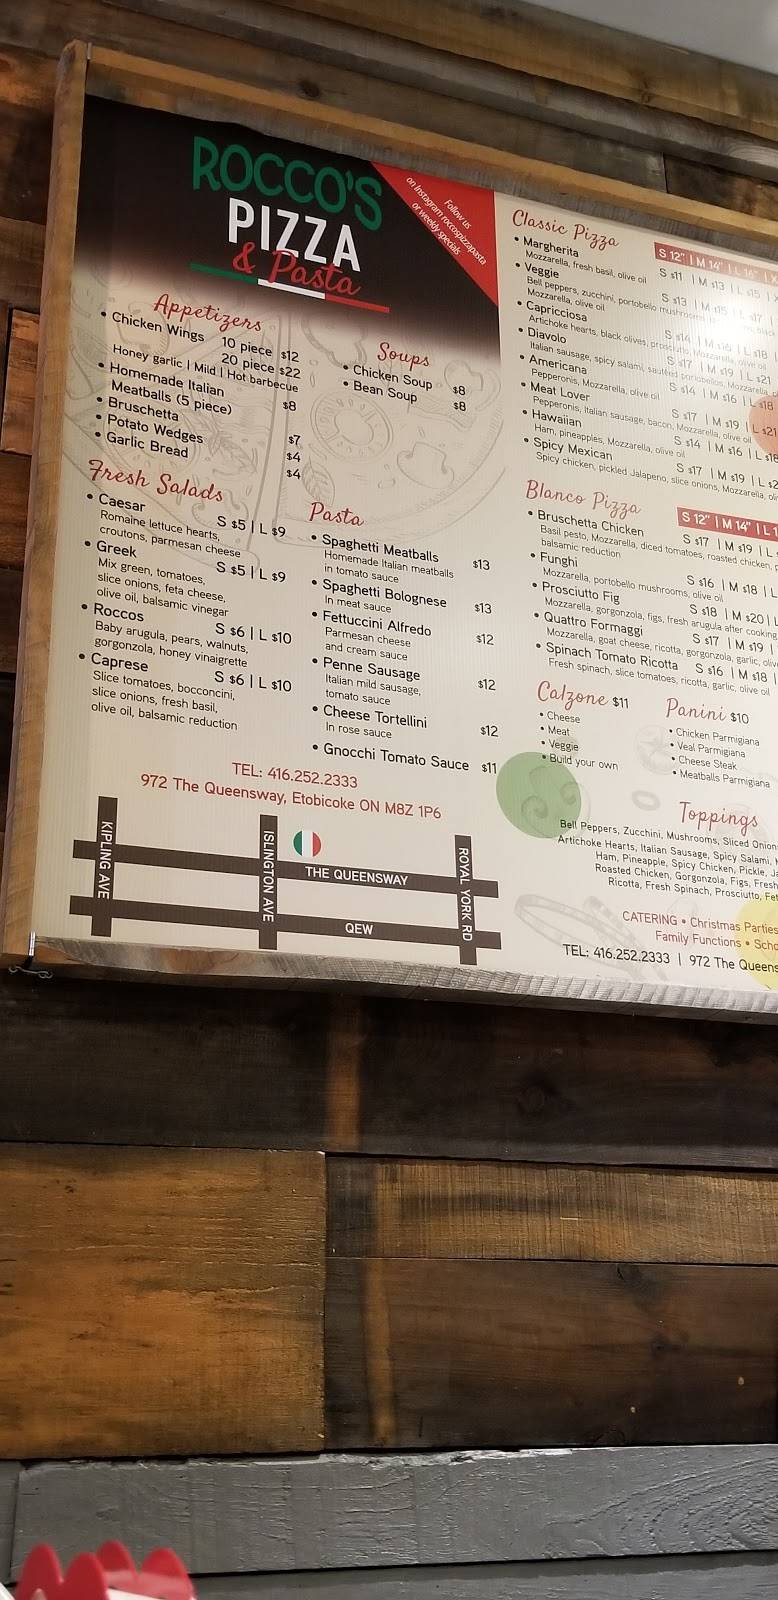 ROCCO'S
PIZZA
& Pasta
Follow us
on Instagram roccospizzapasta
or weekly specials
Appetizers
• Chicken Wings 10 piece $12
20 piece $22
Honey garlic | Mild | Hot barbecue
• Homemade Italian
Meatballs (5 piece) $8
• Bruschetta $7
• Potato Wedges $4
• Garlic Bread $4
Soups
• Chicken Soup $8
• Bean Soup $8
Fresh Salads
• Caesar S $5 | L $9
Romaine lettuce hearts,
croutons, parmesan cheese
• Greek S $5 | L $9
Mix green, tomatoes,
slice onions, feta cheese,
olive oil, balsamic vinegar
• Roccos S $6 | L $10
Baby arugula, pears, walnuts,
gorgonzola, honey vinaigrette
• Caprese S $6 | L $10
Slice tomatoes, bocconcini,
slice onions, fresh basil,
olive oil, balsamic reduction
Pasta
• Spaghetti Meatballs $13
Homemade Italian meatballs
in tomato sauce
• Spaghetti Bolognese $13
In meat sauce
• Fettuccini Alfredo $12
Parmesan cheese
and cream sauce
• Penne Sausage $12
Italian mild sausage,
tomato sauce
• Cheese Tortellini $12
In rose sauce
• Gnocchi Tomato Sauce $11
TEL: 416.252.2333
972 The Queensway, Etobicoke ON M8Z 1P6
KIPLING AVE
ISLINGTON AVE
THE QUEENSWAY
ROYAL YORK RD
QEW
Classic Pizza S 12" | M 14" | L 16" |
• Margherita S $11 | M $13 | L $15 |
Mozzarella, fresh basil, olive oil
• Veggie S $13 | M $15 | L $17 |
Bell peppers, zucchini, portobello mushrooms
Mozzarella, olive oil
• Capricciosa S $14 | M $16 | L $18
Artichoke hearts, black olives, prosciutto, Mozzarella, olive oil
• Diavolo S $17 | M $19 | L $21
Italian sausage, spicy salami, sautéed portobellos, Mozzarella,
• Americana S $14 | M $16 | L $18
Pepperonis, Mozzarella, olive oil
• Meat Lover S $17 | M $19 | L $21
Pepperonis, Italian sausage, bacon, Mozzarella, olive oil
• Hawaiian S $14 | M $16 | L $18
Ham, pineapples, Mozzarella, olive oil
• Spicy Mexican S $17 | M $19 | L $2
Spicy chicken, pickled Jalapeno, slice onions, Mozzarella,
Blanco Pizza S 12" | M 14" | L 1
• Bruschetta Chicken S $17 | M $19 | L
Basil pesto, Mozzarella, diced tomatoes, roasted chicken,
balsamic reduction
• Funghi S $16 | M $18 | L
Mozzarella, portobello mushrooms, olive oil
• Prosciutto Fig S $18 | M $20 | L
Mozzarella, gorgonzola, figs, fresh arugula after cooking
• Quattro Formaggi S $17 | M $19 |
Mozzarella, goat cheese, ricotta, gorgonzola, garlic,
• Spinach Tomato Ricotta S $16 | M $18 |
Fresh spinach, slice tomatoes, ricotta, garlic, olive oil
Calzone $11
• Cheese
• Meat
• Veggie
• Build your own
Panini $10
• Chicken Parmigiana
• Veal Parmigiana
• Cheese Steak
• Meatballs Parmigiana
Toppings
Bell Peppers, Zucchini, Mushrooms, Sliced Onion
Artichoke Hearts, Italian Sausage, Spicy Salami,
Ham, Pineapple, Spicy Chicken, Pickle,
Roasted Chicken, Gorgonzola, Figs, Fresh
Ricotta, Fresh Spinach, Prosciutto,
CATERING • Christmas Parties
Family Functions •
TEL: 416.252.2333 | 972 The Queens